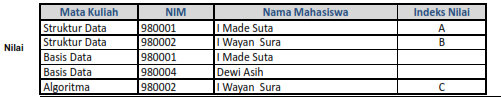 Mata Kuliah NIM Nama Mahasiswa Indeks Nilai
Struktur Data 980001 I Made Suta A
Struktur Data 980002 I Wayan Sura B
Nilai
Basis Data 980001 I Made Suta
Basis Data 980004 Dewi Asih
Algoritma 980002 I Wayan Sura C